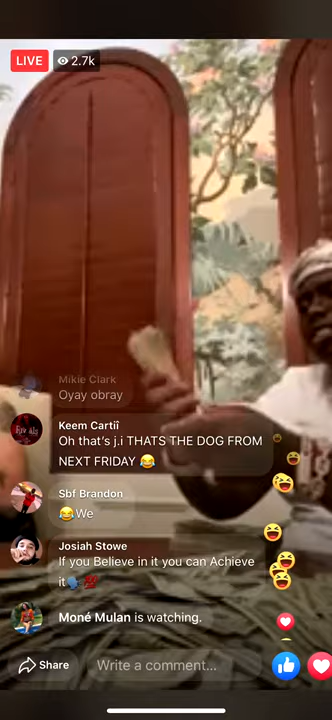 LIVE 2.7k
Mikie Clark
Oyay obray
Keem Cartiî
Oh that's j.i THATS THE DOG FROM
NEXT FRIDAY 😂
Sbf Brandon
😂We
Josiah Stowe
If you Believe in it you can Achieve
it🗣💯
Moné Mulan is watching.
Share Write a comment...